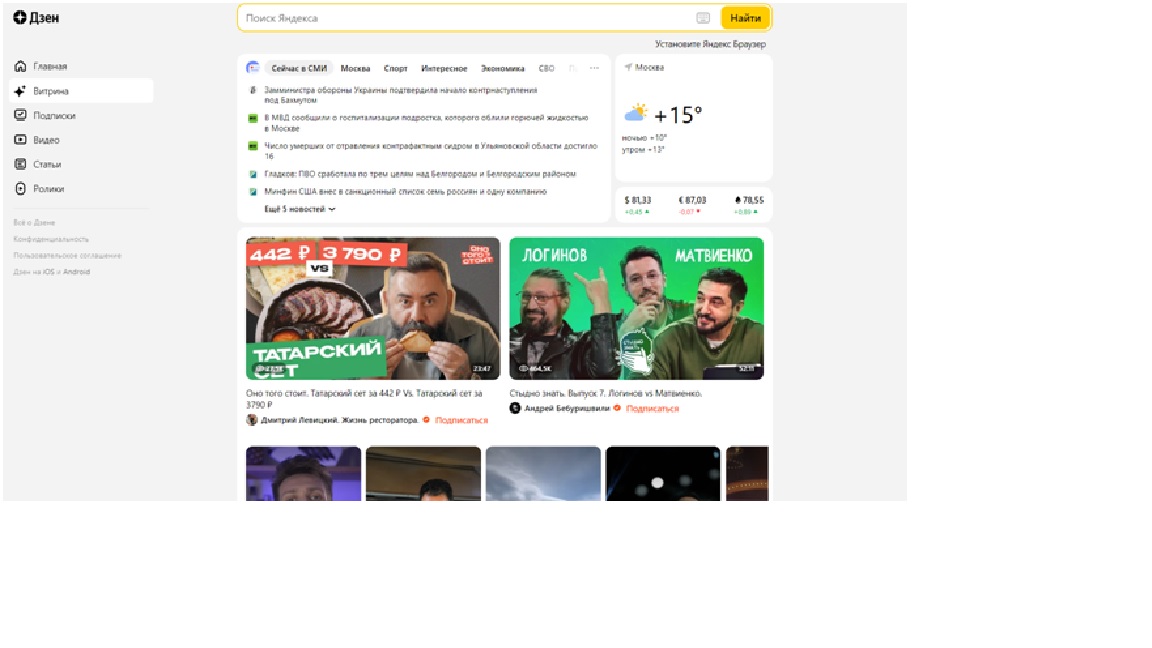 Дзен
Поиск Яндекса
Найти
Установите Яндекс Браузер
Главная
Витрина
Подписки
Видео
Статьи
Ролики
Всё о Дзене
Конфиденциальность
Пользовательское соглашение
Дзен на iOS и Android
Сейчас в СМИ Москва Спорт Интересное Экономика СВО
Замминистра обороны Украины подтвердила начало контрнаступления
под Бахмутом
В МВД сообщили о госпитализации подростка, которого облили горючей жидкостью
в Москве
Число умерших от отравления контрафактным сидром в Ульяновской области достигло
16
Гладков: ПВО сработала по трем целям над Белгородом и Белгородским районом
Минфин США внес в санкционный список семь россиян и одну компанию
Ещё 5 новостей
Москва
+15°
ночью +10°
утром +13°
$ 81,33 € 87,03 78,55
+0,45 -0,07 +0,89
442 ₽ VS 3 790 ₽
ОНО ТОГО СТОИТ
ТАТАРСКИЙ
СЕТ
23:47
ЛОГИНОВ МАТВИЕНКО
СТЫДНО ЗНАТЬ
464,5K
52:11
Оно того стоит. Татарский сет за 442 ₽ Vs. Татарский сет за
3790 ₽
Дмитрий Левицкий. Жизнь ресторатора. Подписаться
Стыдно знать. Выпуск 7. Логинов vs Матвиенко.
Андрей Бебуришвили Подписаться